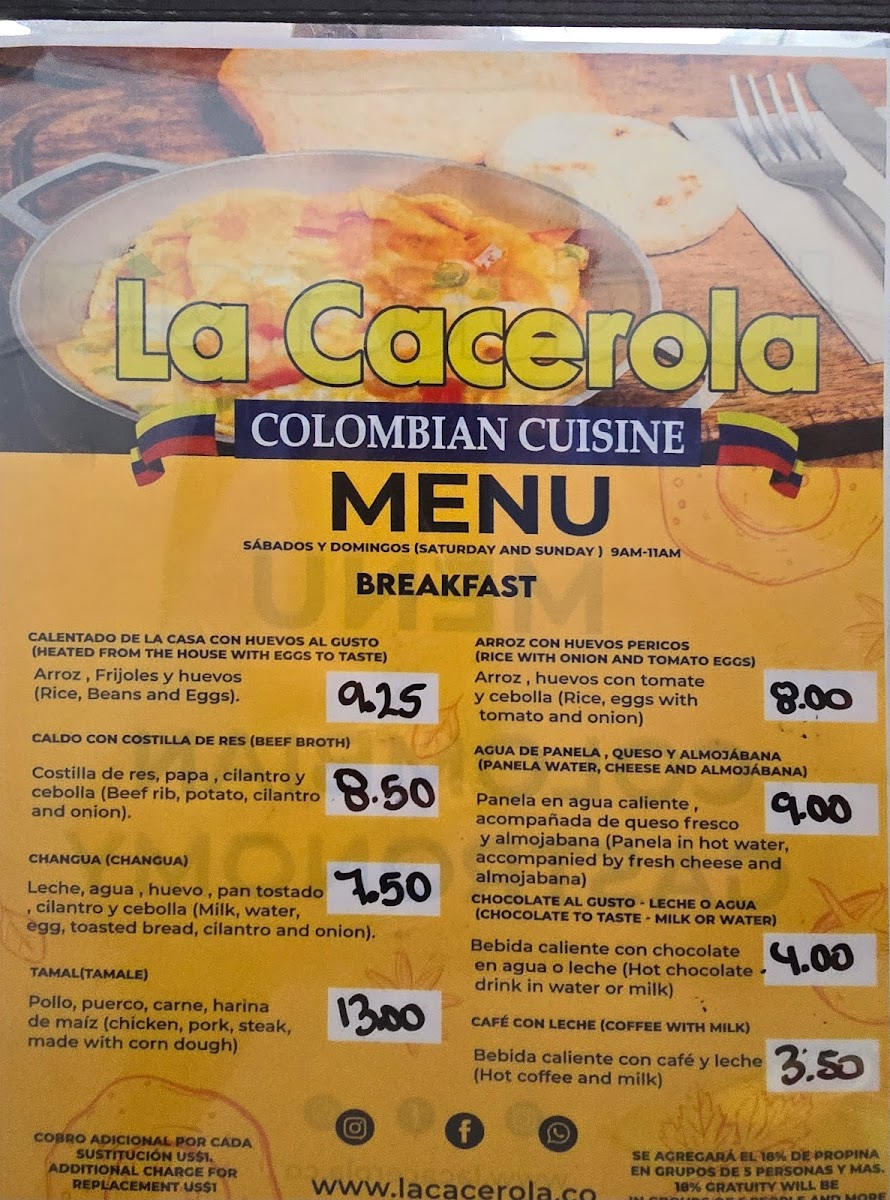 La Cacerola
COLOMBIAN CUISINE
MENU
SÁBADOS Y DOMINGOS (SATURDAY AND SUNDAY ) 9AM-11AM
BREAKFAST
CALENTADO DE LA CASA CON HUEVOS AL GUSTO
(HEATED FROM THE HOUSE WITH EGGS TO TASTE)
Arroz , Frijoles y huevos
(Rice, Beans and Eggs).
9.25
CALDO CON COSTILLA DE RES (BEEF BROTH)
Costilla de res, papa , cilantro y
cebolla (Beef rib, potato, cilantro
and onion).
8.50
CHANGUA (CHANGUA)
Leche, agua , huevo , pan tostado
, cilantro y cebolla (Milk, water,
egg, toasted bread, cilantro and onion).
7.50
TAMAL(TAMALE)
Pollo, puerco, carne, harina
de maíz (chicken, pork, steak,
made with corn dough)
13.00
ARROZ CON HUEVOS PERICOS
(RICE WITH ONION AND TOMATO EGGS)
Arroz , huevos con tomate
y cebolla (Rice, eggs with
tomato and onion)
8.00
AGUA DE PANELA , QUESO Y ALMOJÁBANA
(PANELA WATER, CHEESE AND ALMOJÁBANA)
Panela en agua caliente ,
acompañada de queso fresco
y almojabana (Panela in hot water,
accompanied by fresh cheese and
almojabana)
9.00
CHOCOLATE AL GUSTO - LECHE O AGUA
(CHOCOLATE TO TASTE - MILK OR WATER)
Bebida caliente con chocolate
en agua o leche (Hot chocolate
drink in water or milk)
4.00
CAFÉ CON LECHE (COFFEE WITH MILK)
Bebida caliente con café y leche
(Hot coffee and milk)
3.50
COBRO ADICIONAL POR CADA
SUSTITUCIÓN US$1.
ADDITIONAL CHARGE FOR
REPLACEMENT US$1
www.lacacerola.co
SE AGREGARÁ EL 18% DE PROPINA
EN GRUPOS DE 5 PERSONAS Y MAS.
18% GRATUITY WILL BE